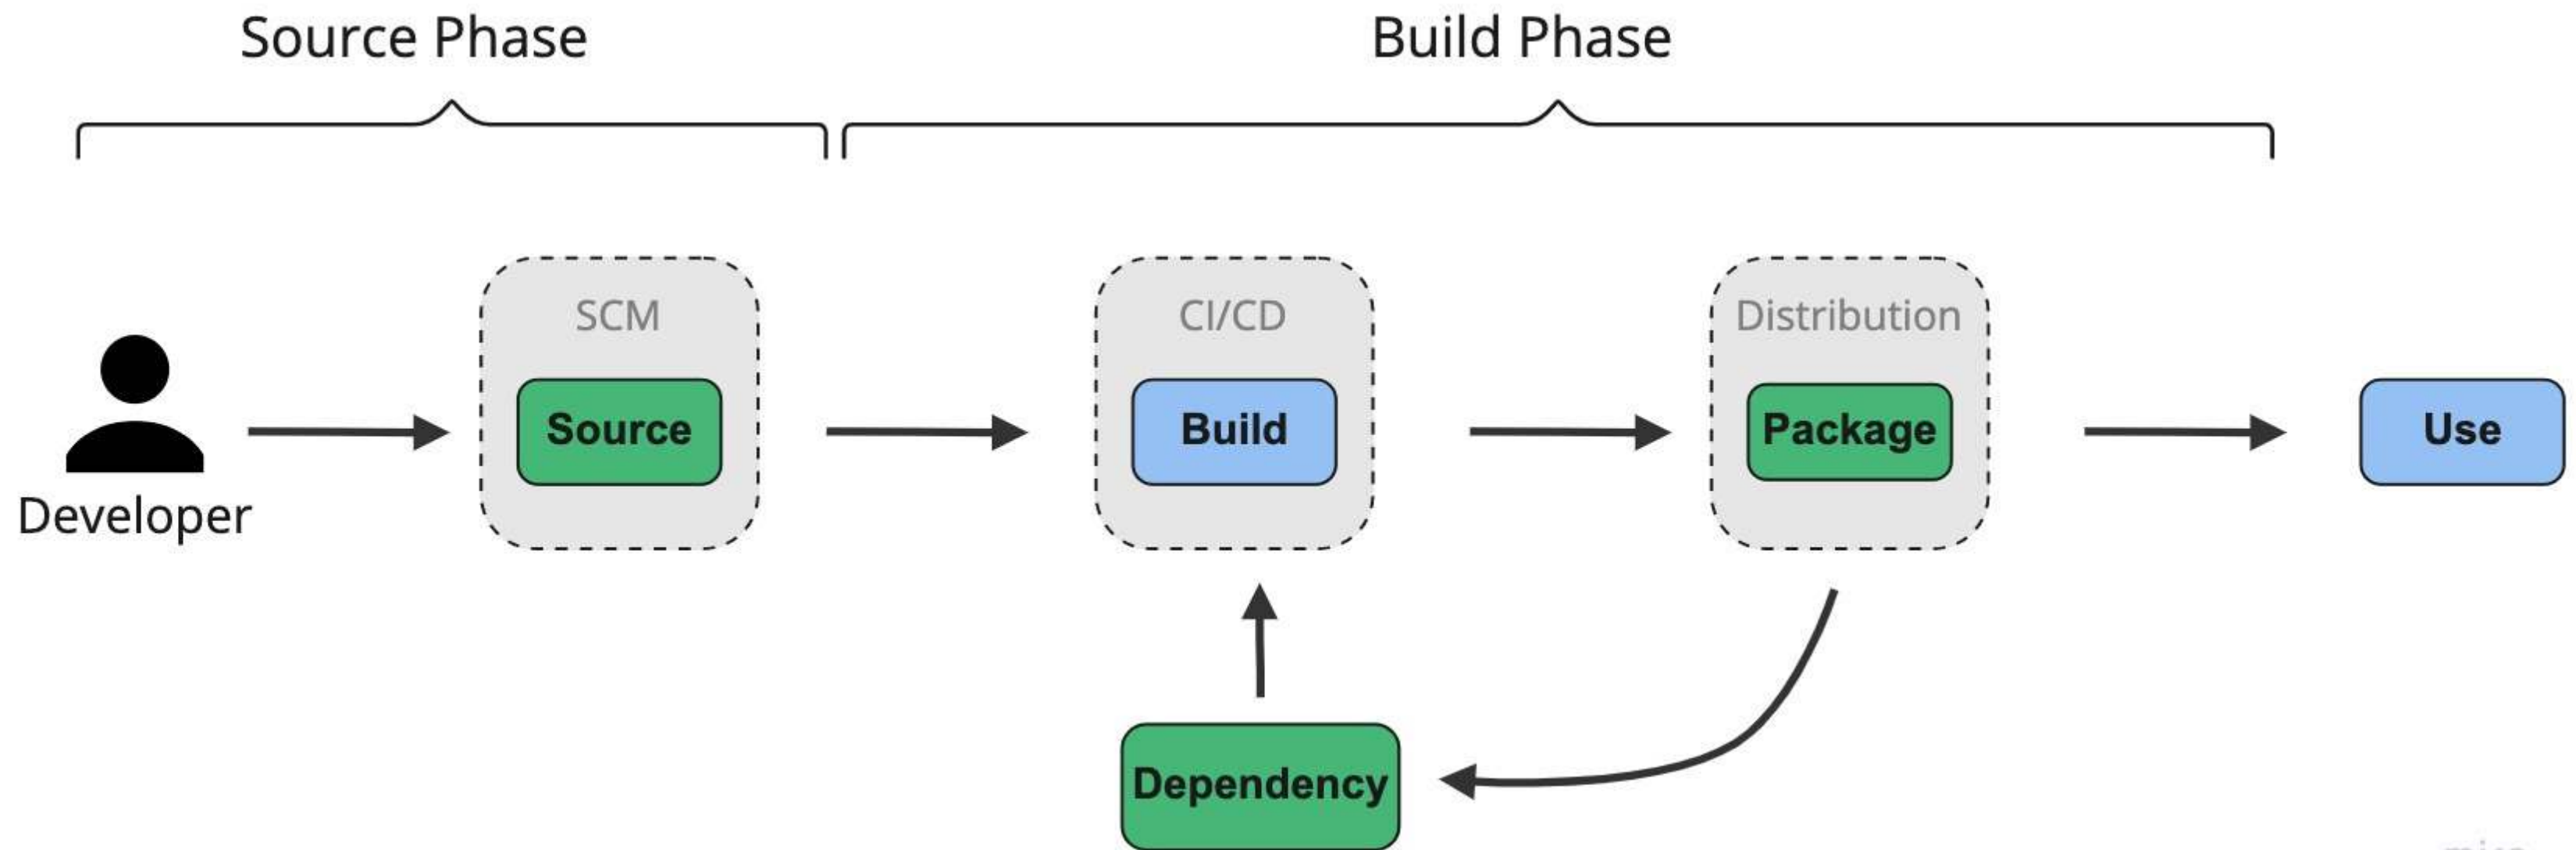 Source Phase
Build Phase
SCM
CI/CD
Distribution
Source
Build
Package
Use
Developer
Dependency